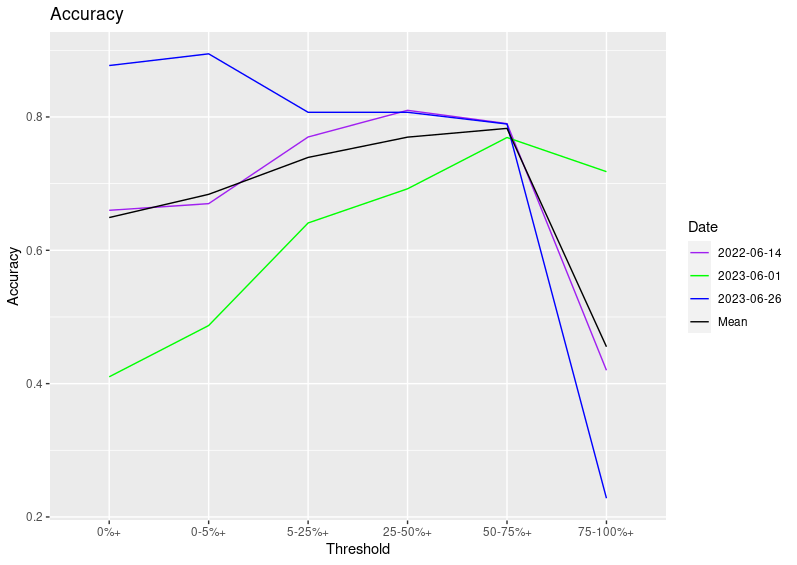 Accuracy
Accuracy
0.8
0.6
0.4
0.2
0%+
0-5%+
5-25%+
25-50%+
50-75%+
75-100%+
Threshold
Date
2022-06-14
2023-06-01
2023-06-26
Mean